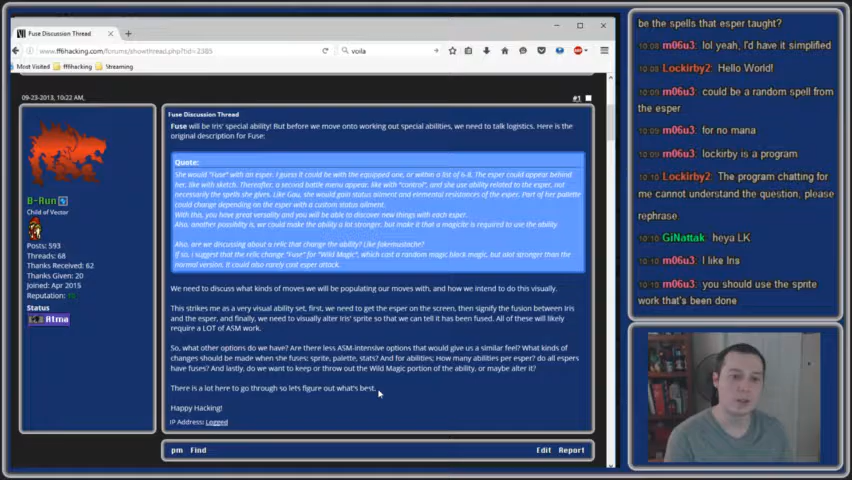 Fuse Discussion Thread
www.ff6hacking.com/forums/showthread.php?tid=2385
voila
Most Visited
ff6hacking
Streaming
09-23-2013, 10:22 AM,
#1
B-Run
Child of Vector
Posts: 593
Threads: 68
Thanks Received: 62
Thanks Given: 20
Joined: Apr 2015
Reputation:
Status
Atma
Fuse Discussion Thread
Fuse will be Iris' special ability! But before we move onto working out special abilities, we need to talk logistics. Here is the
original description for Fuse:
Quote:
She would "Fuse" with an esper. I guess it could be with the equipped one, or within a list of 6-8. The esper could appear behind
her, like with sketch. Thereafter, a second battle menu appear, like with "control", and she use ability related to the esper, not
necessarily the spells she gives. Like Gau, she would gain status ailment and elemental resistances of the esper. Part of her pallette
could change depending on the esper with a custom status ailment.
With this, you have great versatility and you will be able to discover new things with each esper.
Also, another possiblity is, we could make the ability a lot stronger, but make it that a magicite is required to use the ability.
Also, are we discussing about a relic that change the ability? Like fakemustache?
If so, i suggest that the relic change "Fuse" for "Wild Magic", which cast a random magic black magic, but alot stronger than the
normal version. It could also rarely cast esper attack.
We need to discuss what kinds of moves we will be populating our moves with, and how we intend to do this visually.
This strikes me as a very visual ability set, first, we need to get the esper on the screen, then signify the fusion between Iris
and the esper, and finally, we need to visually alter Iris' sprite so that we can tell it has been fused. All of these will likely
require a LOT of ASM work.
So, what other options do we have? Are there less ASM-intensive options that would give us a similar feel? What kinds of
changes should be made when she fuses: sprite, palette, stats? And for abilities; How many abilities per esper? do all espers
have fuses? And lastly, do we want to keep or throw out the Wild Magic portion of the ability, or maybe alter it?
There is a lot here to go through so lets figure out what's best.
Happy Hacking!
IP Address: Logged
pm
Find
Edit
Report
be the spells that esper taught?
10:08 m06u3: lol yeah, I'd have it simplified
10:08 Lockirby2: Hello World!
10:09 m06u3: could be a random spell from
the esper
10:09 m06u3: for no mana
10:09 m06u3: lockirby is a program
10:10 Lockirby2: The program chatting for
me cannot understand the question, please
rephrase
10:10 GiNattak: heya LK
10:10 m06u3: I like Iris
10:10 m06u3: you should use the sprite
work that's been done